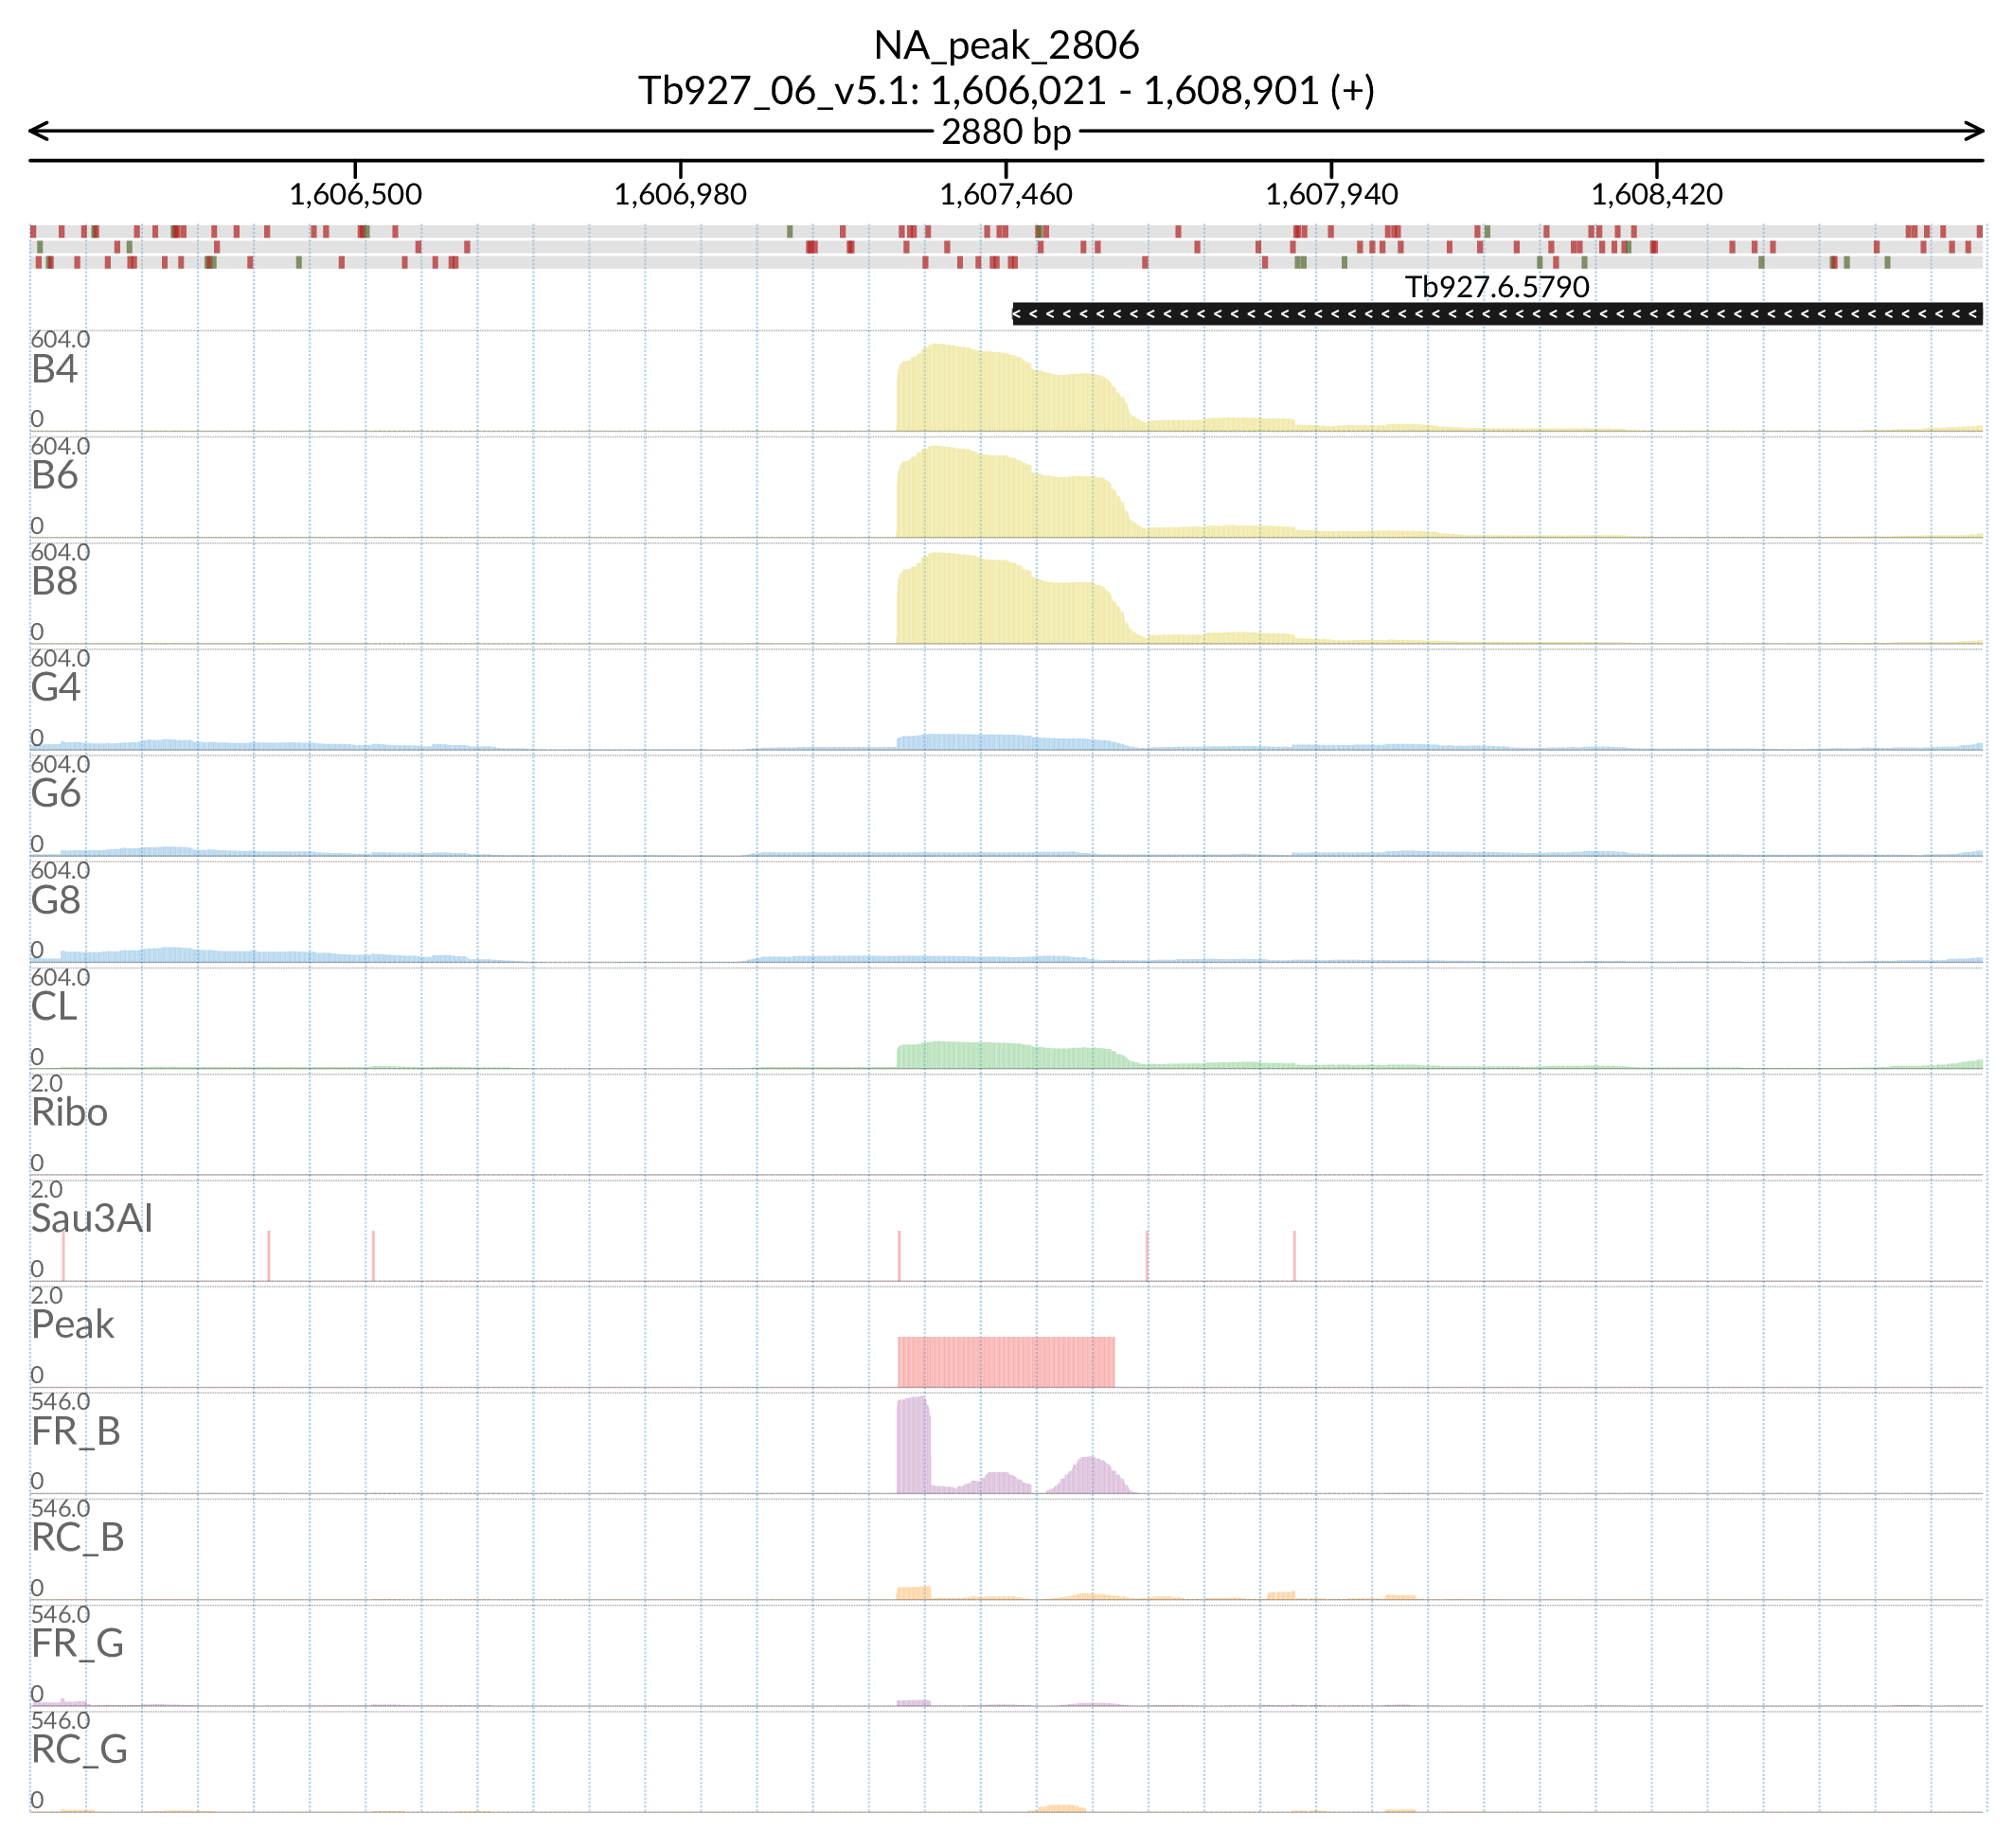 NA_peak_2806
Tb927_06_v5.1: 1,606,021 - 1,608,901 (+)
2880 bp
1,606,500 1,606,980 1,607,460 1,607,940 1,608,420
Tb927.6.5790
604.0
B4
0
604.0
B6
0
604.0
B8
0
604.0
G4
0
604.0
G6
0
604.0
G8
0
604.0
CL
0
2.0
Ribo
0
2.0
Sau3AI
0
2.0
Peak
0
546.0
FR_B
0
546.0
RC_B
0
546.0
FR_G
0
546.0
RC_G
0